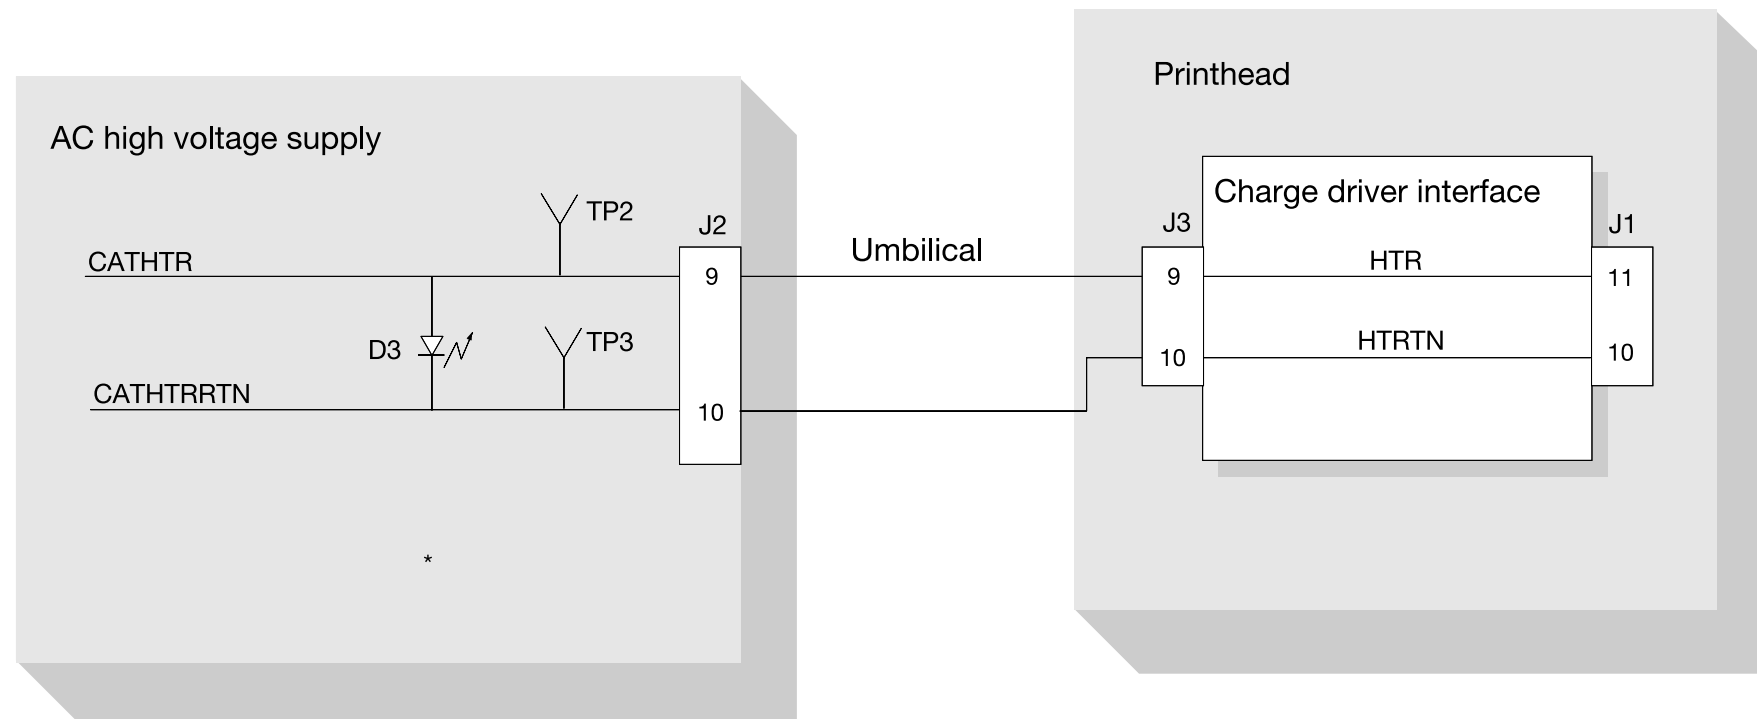 Printhead
AC high voltage supply
Charge driver interface
TP2
J2
J3
J1
Umbilical
CATHTR
HTR
9
9
11
D3
TP3
HTRTN
10
10
CATHTRRTN
10
*